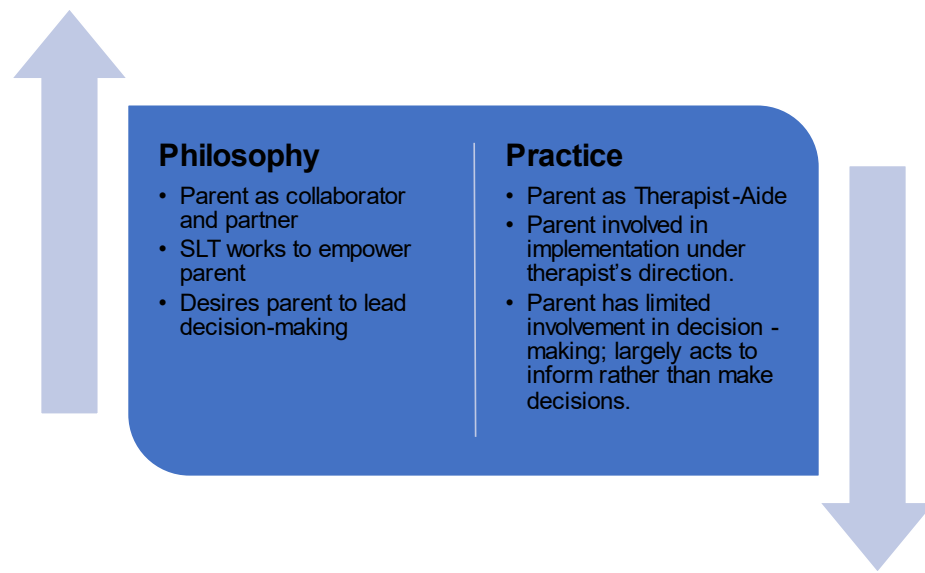 Philosophy
• Parent as collaborator
and partner
• SLT works to empower
parent
• Desires parent to lead
decision-making
Practice
• Parent as Therapist-Aide
• Parent involved in
implementation under
therapist’s direction.
• Parent has limited
involvement in decision -
making; largely acts to
inform rather than make
decisions.